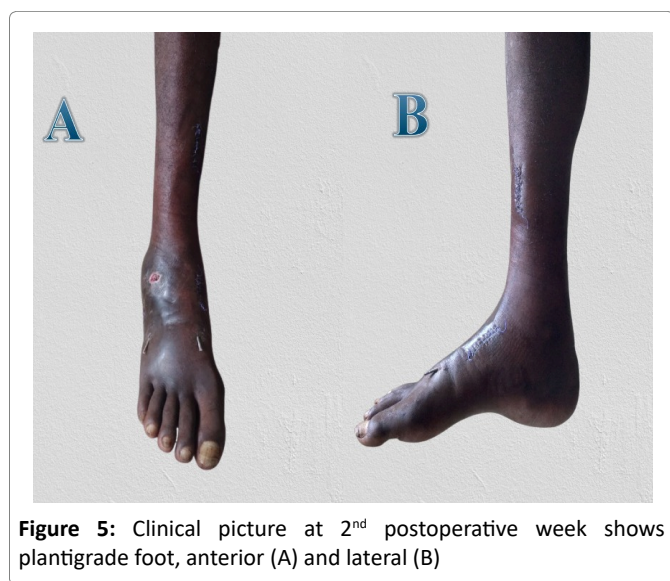 A
B
Figure 5: Clinical picture at 2nd postoperative week shows
plantigrade foot, anterior (A) and lateral (B)